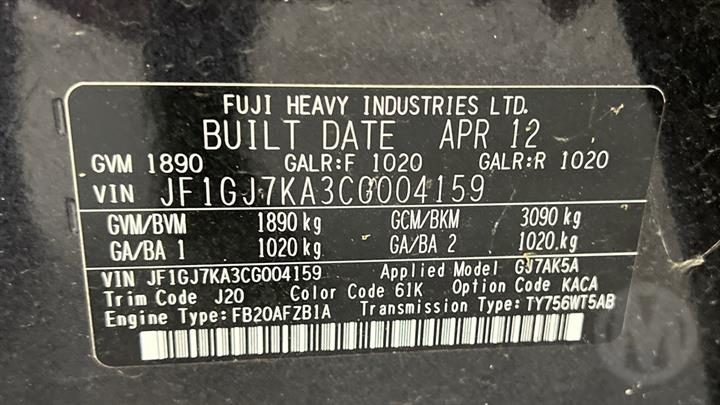 FUJI HEAVY INDUSTRIES LTD.
BUILT DATE APR 12
GVM 1890 GALR:F 1020 GALR:R 1020
VIN JF1GJ7KA3CG004159
GVM/BVM 1890 kg GCM/BKM 3090 kg
GA/BA 1 1020 kg GA/BA 2 1020 kg
VIN JF1GJ7KA3CG004159 Applied Model GJ7AK5A
Trim Code J20 Color Code 61K Option Code KACA
Engine Type:FB20AFZB1A Transmission Type:TY756WT5AB
M